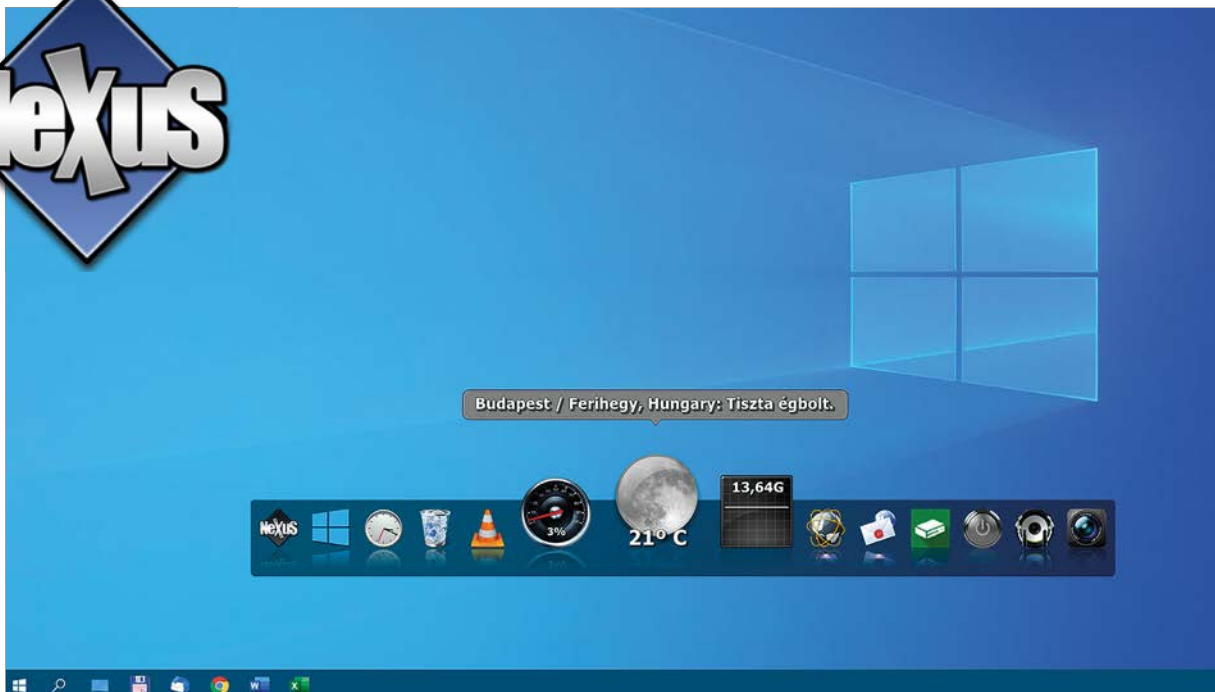 NeXuS
Budapest / Ferihegy, Hungary: Tiszta égbolt.
13,64G
NeXuS
3%
21° C